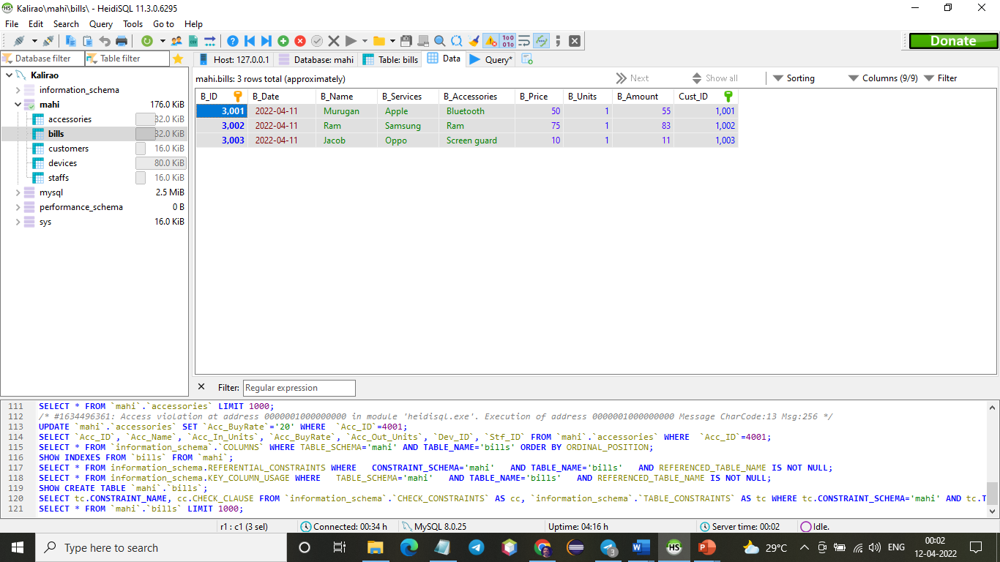 Kalirao\mahi\bills\ - HeidiSQL 11.3.0.6295
File Edit Search Query Tools Go to Help
Donate
Database filter Table filter
Host: 127.0.0.1 Database: mahi Table: bills Data Query*
Kalirao
information_schema
mahi 176.0 KiB
accessories 32.0 KiB
bills 32.0 KiB
customers 16.0 KiB
devices 80.0 KiB
staffs 16.0 KiB
mysql 2.5 MiB
performance_schema 0 B
sys 16.0 KiB
mahi.bills: 3 rows total (approximately) Next Show all Sorting Columns (9/9) Filter
B_ID B_Date B_Name B_Services B_Accessories B_Price B_Units B_Amount Cust_ID
3,001 2022-04-11 Murugan Apple Bluetooth 50 1 55 1,001
3,002 2022-04-11 Ram Samsung Ram 75 1 83 1,002
3,003 2022-04-11 Jacob Oppo Screen guard 10 1 11 1,003
Filter: Regular expression
111 SELECT * FROM `mahi`.`accessories` LIMIT 1000;
112 /* #1634496361: Access violation at address 0000001000000000 in module 'heidisql.exe'. Execution of address 0000001000000000 Message CharCode:13 Msg:256 */
113 UPDATE `mahi`.`accessories` SET `Acc_BuyRate`='20' WHERE `Acc_ID`=4001;
114 SELECT `Acc_ID`, `Acc_Name`, `Acc_In_Units`, `Acc_BuyRate`, `Acc_Out_Units`, `Dev_ID`, `Stf_ID` FROM `mahi`.`accessories` WHERE `Acc_ID`=4001;
115 SELECT * FROM `information_schema`.`COLUMNS` WHERE TABLE_SCHEMA='mahi' AND TABLE_NAME='bills' ORDER BY ORDINAL_POSITION;
116 SHOW INDEXES FROM `bills` FROM `mahi`;
117 SELECT * FROM information_schema.REFERENTIAL_CONSTRAINTS WHERE CONSTRAINT_SCHEMA='mahi' AND TABLE_NAME='bills' AND REFERENCED_TABLE_NAME IS NOT NULL;
118 SELECT * FROM information_schema.KEY_COLUMN_USAGE WHERE TABLE_SCHEMA='mahi' AND TABLE_NAME='bills' AND REFERENCED_TABLE_NAME IS NOT NULL;
119 SHOW CREATE TABLE `mahi`.`bills`;
120 SELECT tc.CONSTRAINT_NAME, cc.CHECK_CLAUSE FROM `information_schema`.`CHECK_CONSTRAINTS` AS cc, `information_schema`.`TABLE_CONSTRAINTS` AS tc WHERE tc.CONSTRAINT_SCHEMA='mahi' AND tc.T
121 SELECT * FROM `mahi`.`bills` LIMIT 1000;
r1 : c1 (3 sel) Connected: 00:34 h MySQL 8.0.25 Uptime: 04:16 h Server time: 00:02 Idle.
Type here to search 3 HS 29°C ENG 00:02
12-04-2022